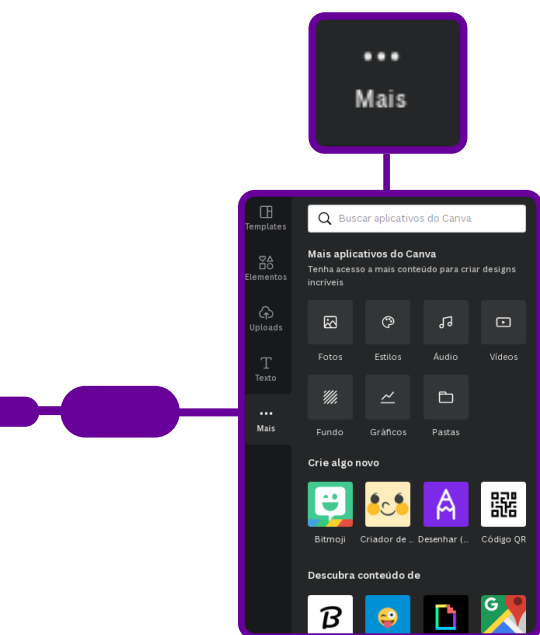 Mais
Templates
Elementos
Uploads
Texto
Mais
Buscar aplicativos do Canva
Mais aplicativos do Canva
Tenha acesso a mais conteúdo para criar designs
incríveis
Fotos Estilos Áudio Vídeos
Fundo Gráficos Pastas
Crie algo novo
Bitmoji Criador de ... Desenhar (... Código QR
Descubra conteúdo de
B
G